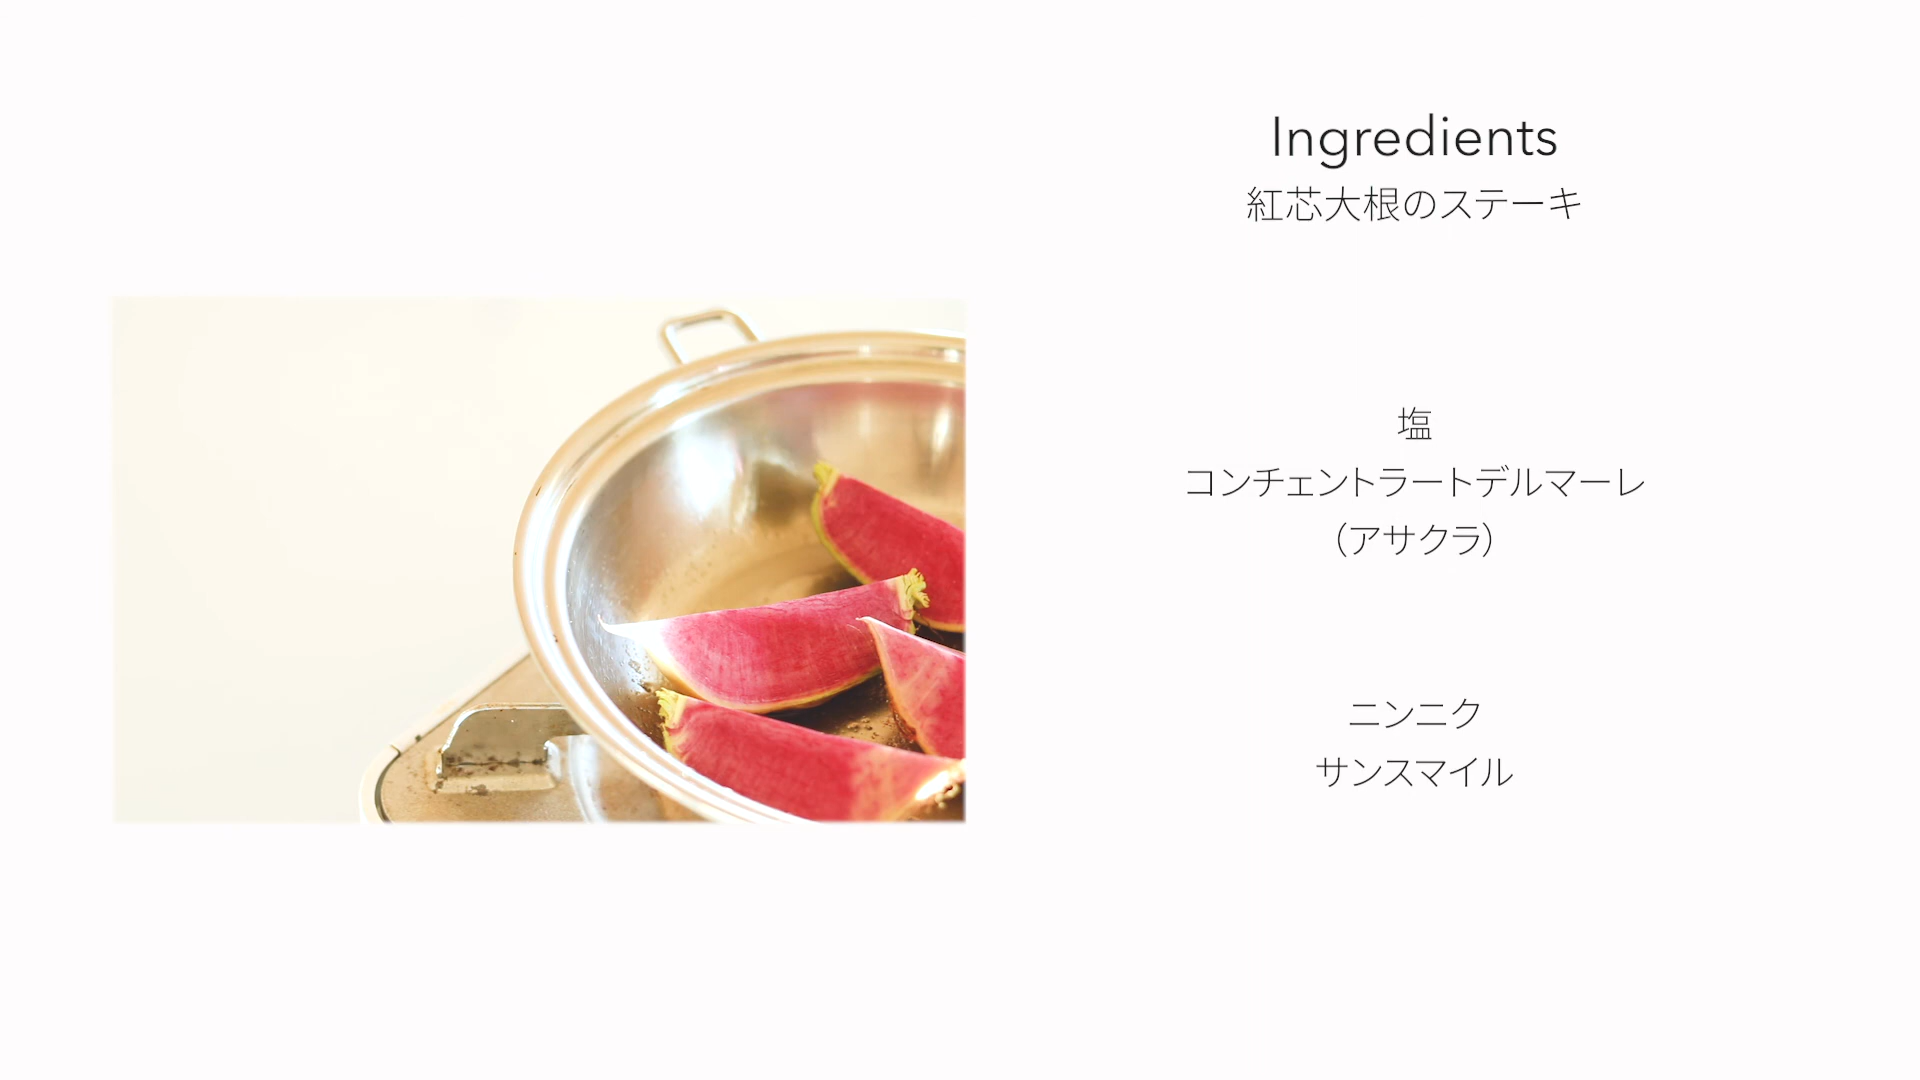 Ingredients
紅芯大根のステーキ
塩
コンチェントラートデルマーレ
（アサクラ）
ニンニク
サンスマイル